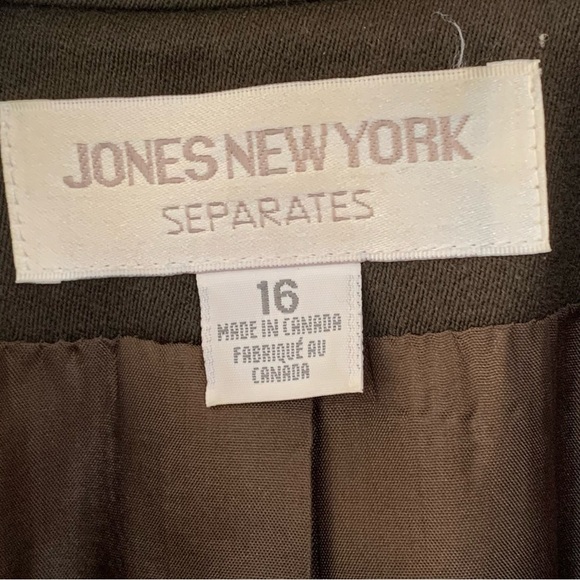 JONES NEW YORK
SEPARATES
16
MADE IN CANADA
FABRIQUÉ AU
CANADA